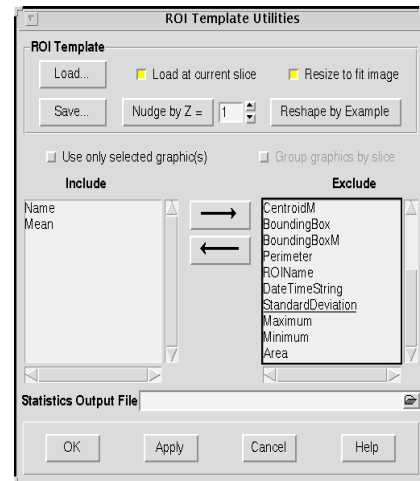 ROI Template Utilities
ROI Template
Load... Load at current slice Resize to fit image
Save... Nudge by Z = 1 Reshape by Example
Use only selected graphic(s) Group graphics by slice
Include Exclude
Name
Mean
CentroidM
BoundingBox
BoundingBoxM
Perimeter
ROIName
DateTimeString
StandardDeviation
Maximum
Minimum
Area
Statistics Output File
OK Apply Cancel Help